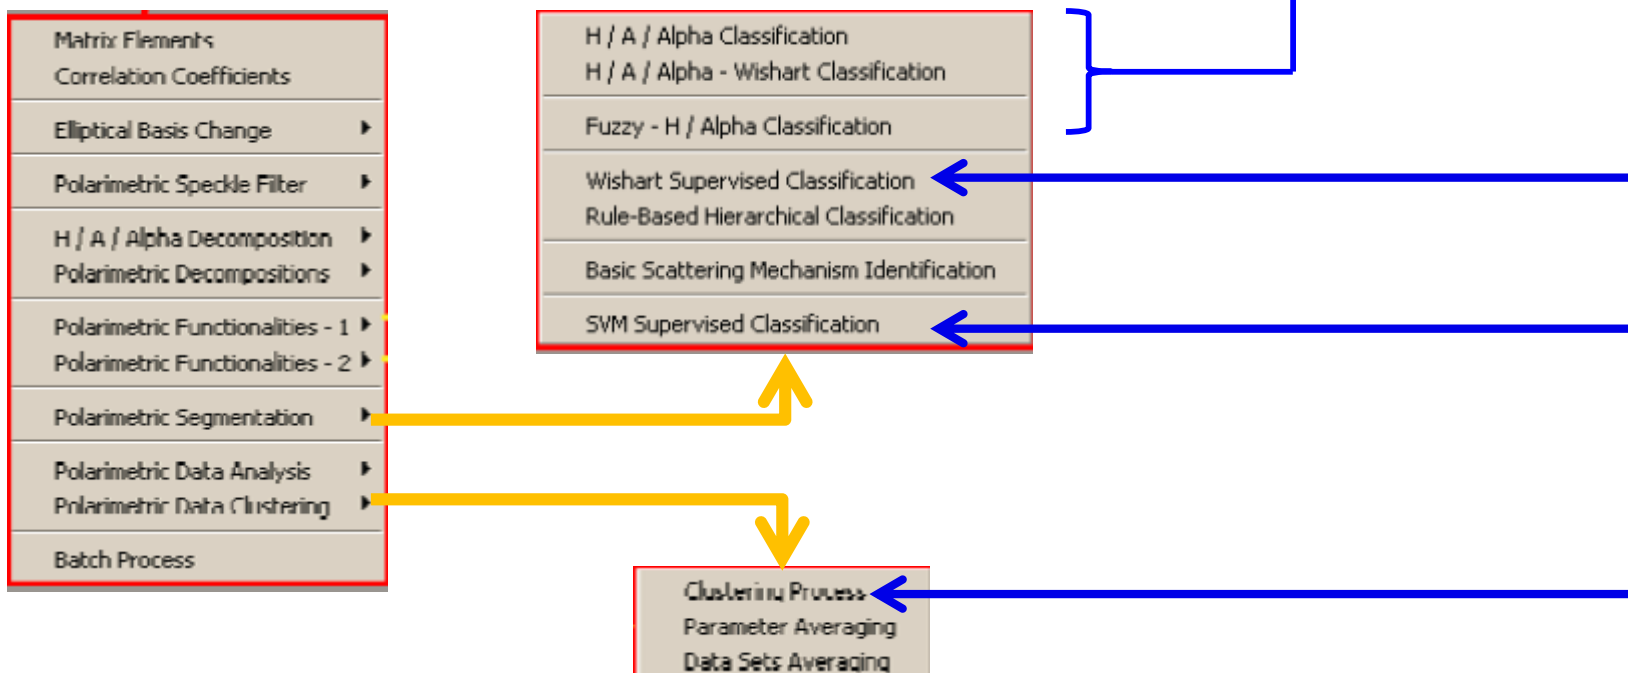 Matrix Elements
Correlation Coefficients
Elliptical Basis Change
Polarimetric Speckle Filter
H / A / Alpha Decomposition
Polarimetric Decompositions
Polarimetric Functionalities - 1
Polarimetric Functionalities - 2
Polarimetric Segmentation
Polarimetric Data Analysis
Polarimetric Data Clustering
Batch Process
H / A / Alpha Classification
H / A / Alpha - Wishart Classification
Fuzzy - H / Alpha Classification
Wishart Supervised Classification
Rule-Based Hierarchical Classification
Basic Scattering Mechanism Identification
SVM Supervised Classification
Clustering Process
Parameter Averaging
Data Sets Averaging